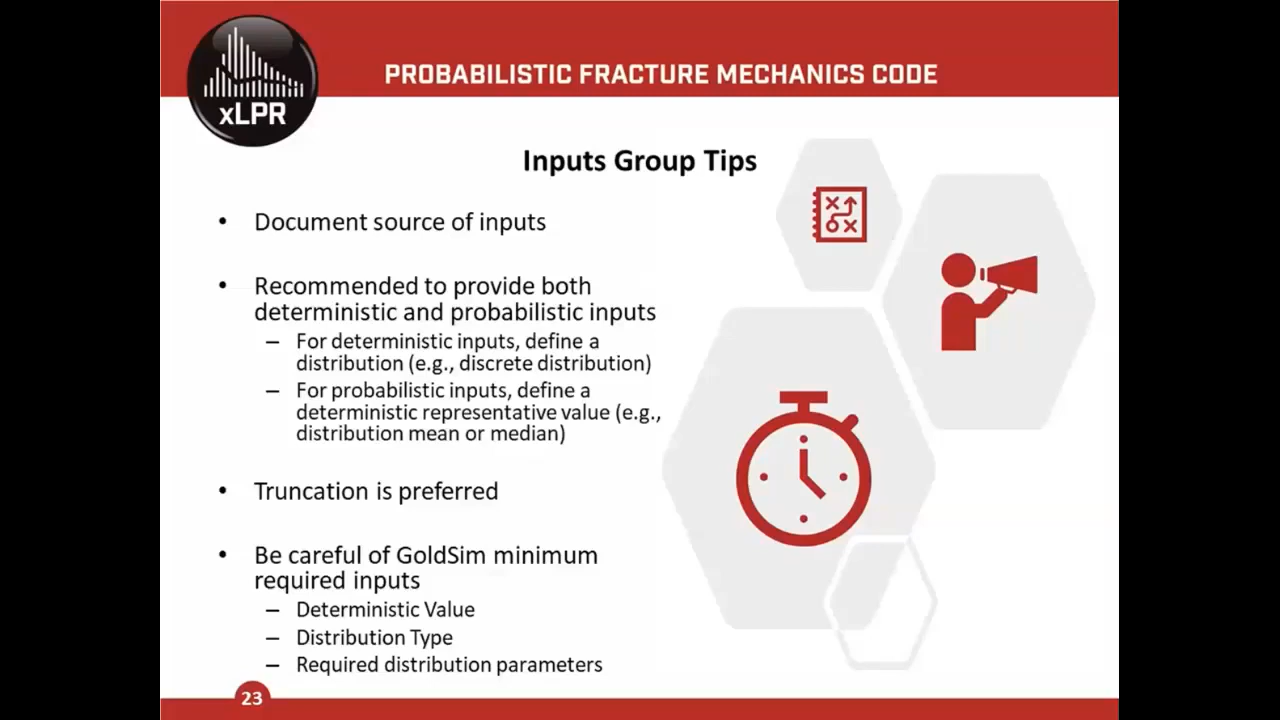 xLPR
PROBABILISTIC FRACTURE MECHANICS CODE
Inputs Group Tips
• Document source of inputs
• Recommended to provide both
deterministic and probabilistic inputs
– For deterministic inputs, define a
distribution (e.g., discrete distribution)
– For probabilistic inputs, define a
deterministic representative value (e.g.,
distribution mean or median)
• Truncation is preferred
• Be careful of GoldSim minimum
required inputs
– Deterministic Value
– Distribution Type
– Required distribution parameters
23